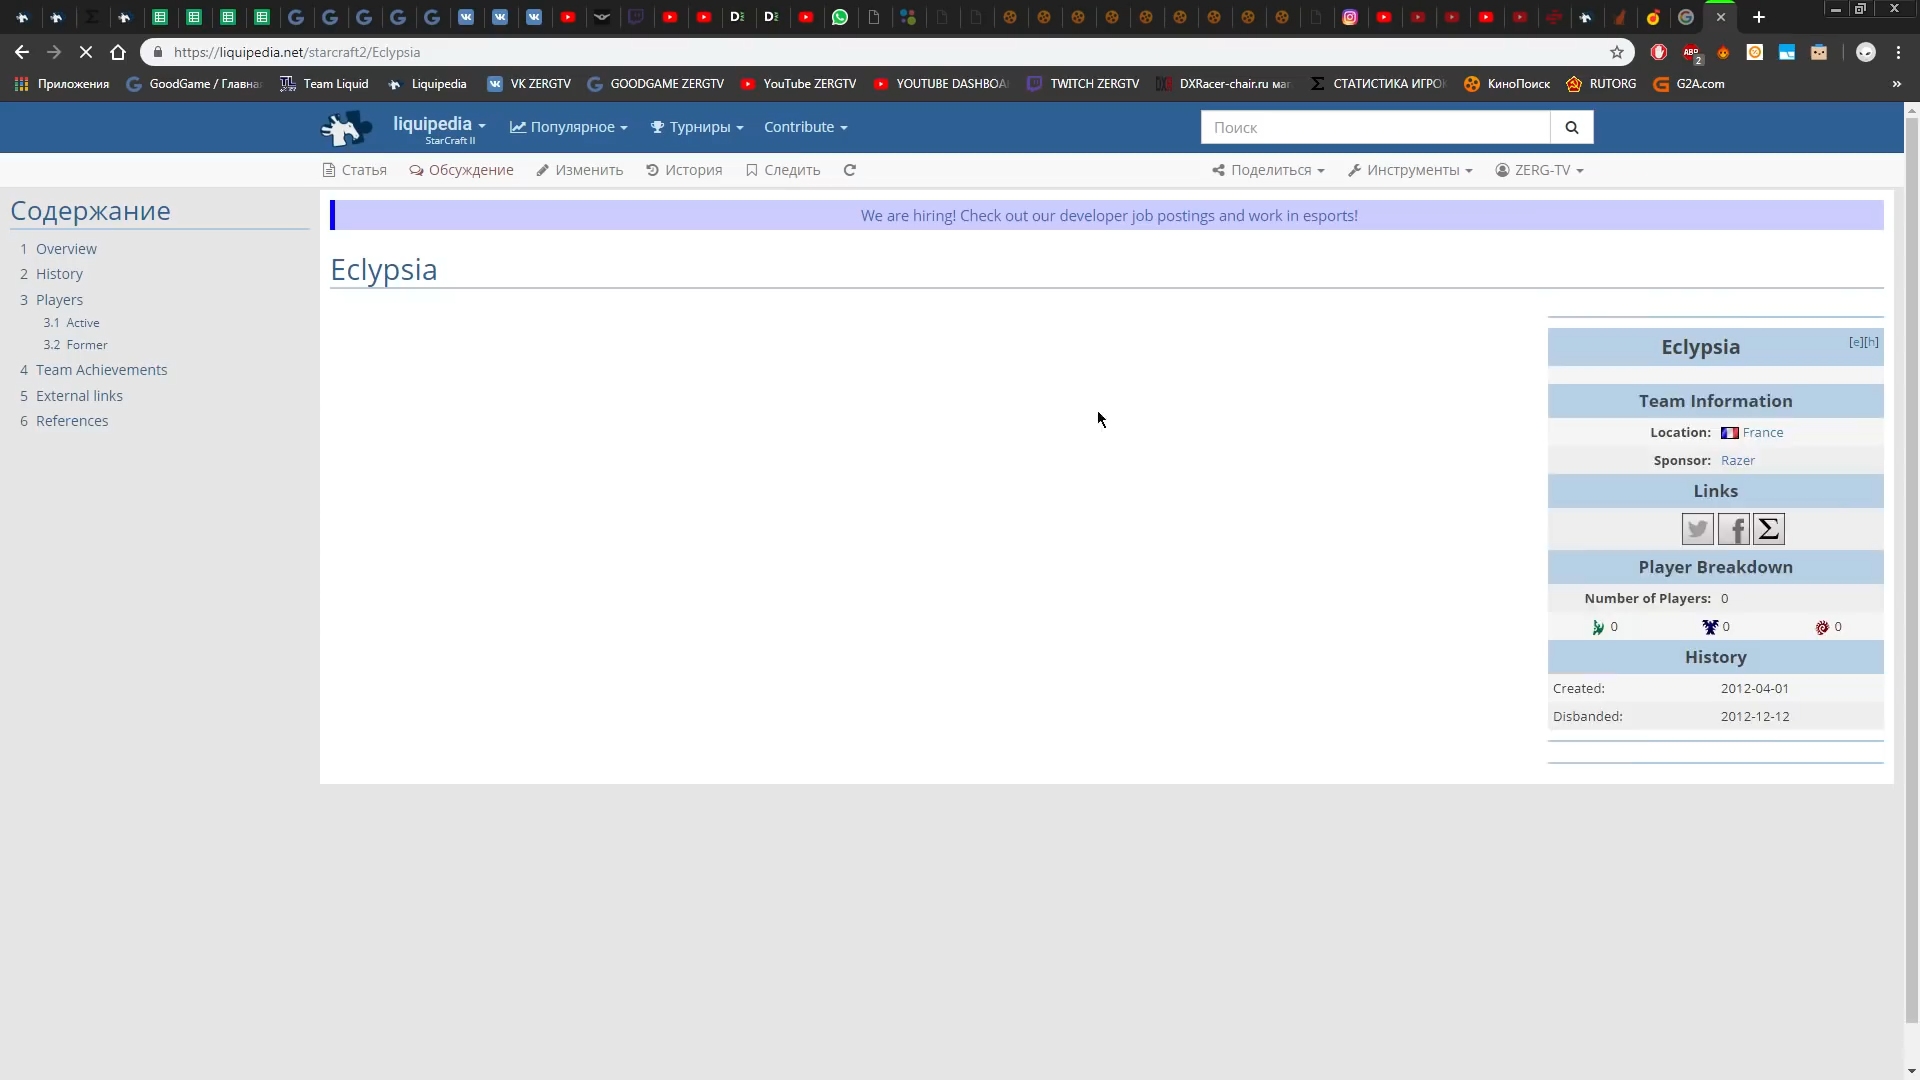 https://liquipedia.net/starcraft2/Eclypsia
ABP
2
Приложения
GoodGame / Главна
Team Liquid
Liquipedia
VK ZERGTV
GOODGAME ZERGTV
YouTube ZERGTV
YOUTUBE DASHBOA
TWITCH ZERGTV
DXRacer-chair.ru маг
СТАТИСТИКА ИГРОК
КиноПоиск
RUTORG
G2A.com
»
liquipedia
StarCraft II
Популярное
Турниры
Contribute
Поиск
Статья
Обсуждение
Изменить
История
Следить
Поделиться
Инструменты
ZERG-TV
Содержание
1 Overview
2 History
3 Players
3.1 Active
3.2 Former
4 Team Achievements
5 External links
6 References
We are hiring! Check out our developer job postings and work in esports!
Eclypsia
Eclypsia
[e][h]
Team Information
Location: France
Sponsor: Razer
Links
Player Breakdown
Number of Players: 0
0 0 0
History
Created: 2012-04-01
Disbanded: 2012-12-12